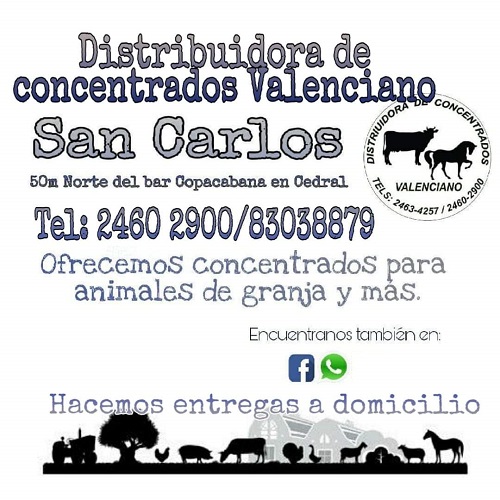 Distribuidora de
concentrados Valenciano
San Carlos
50m Norte del bar Copacabana en Cedral
Tel: 2460 2900/83038879
DISTRIUIDORA DE CONCENTRADOS
VALENCIANO
TELS: 2463-4257 / 2460-2900
Ofrecemos concentrados para
animales de granja y más.
Encuentranos también en:
Hacemos entregas a domicilio